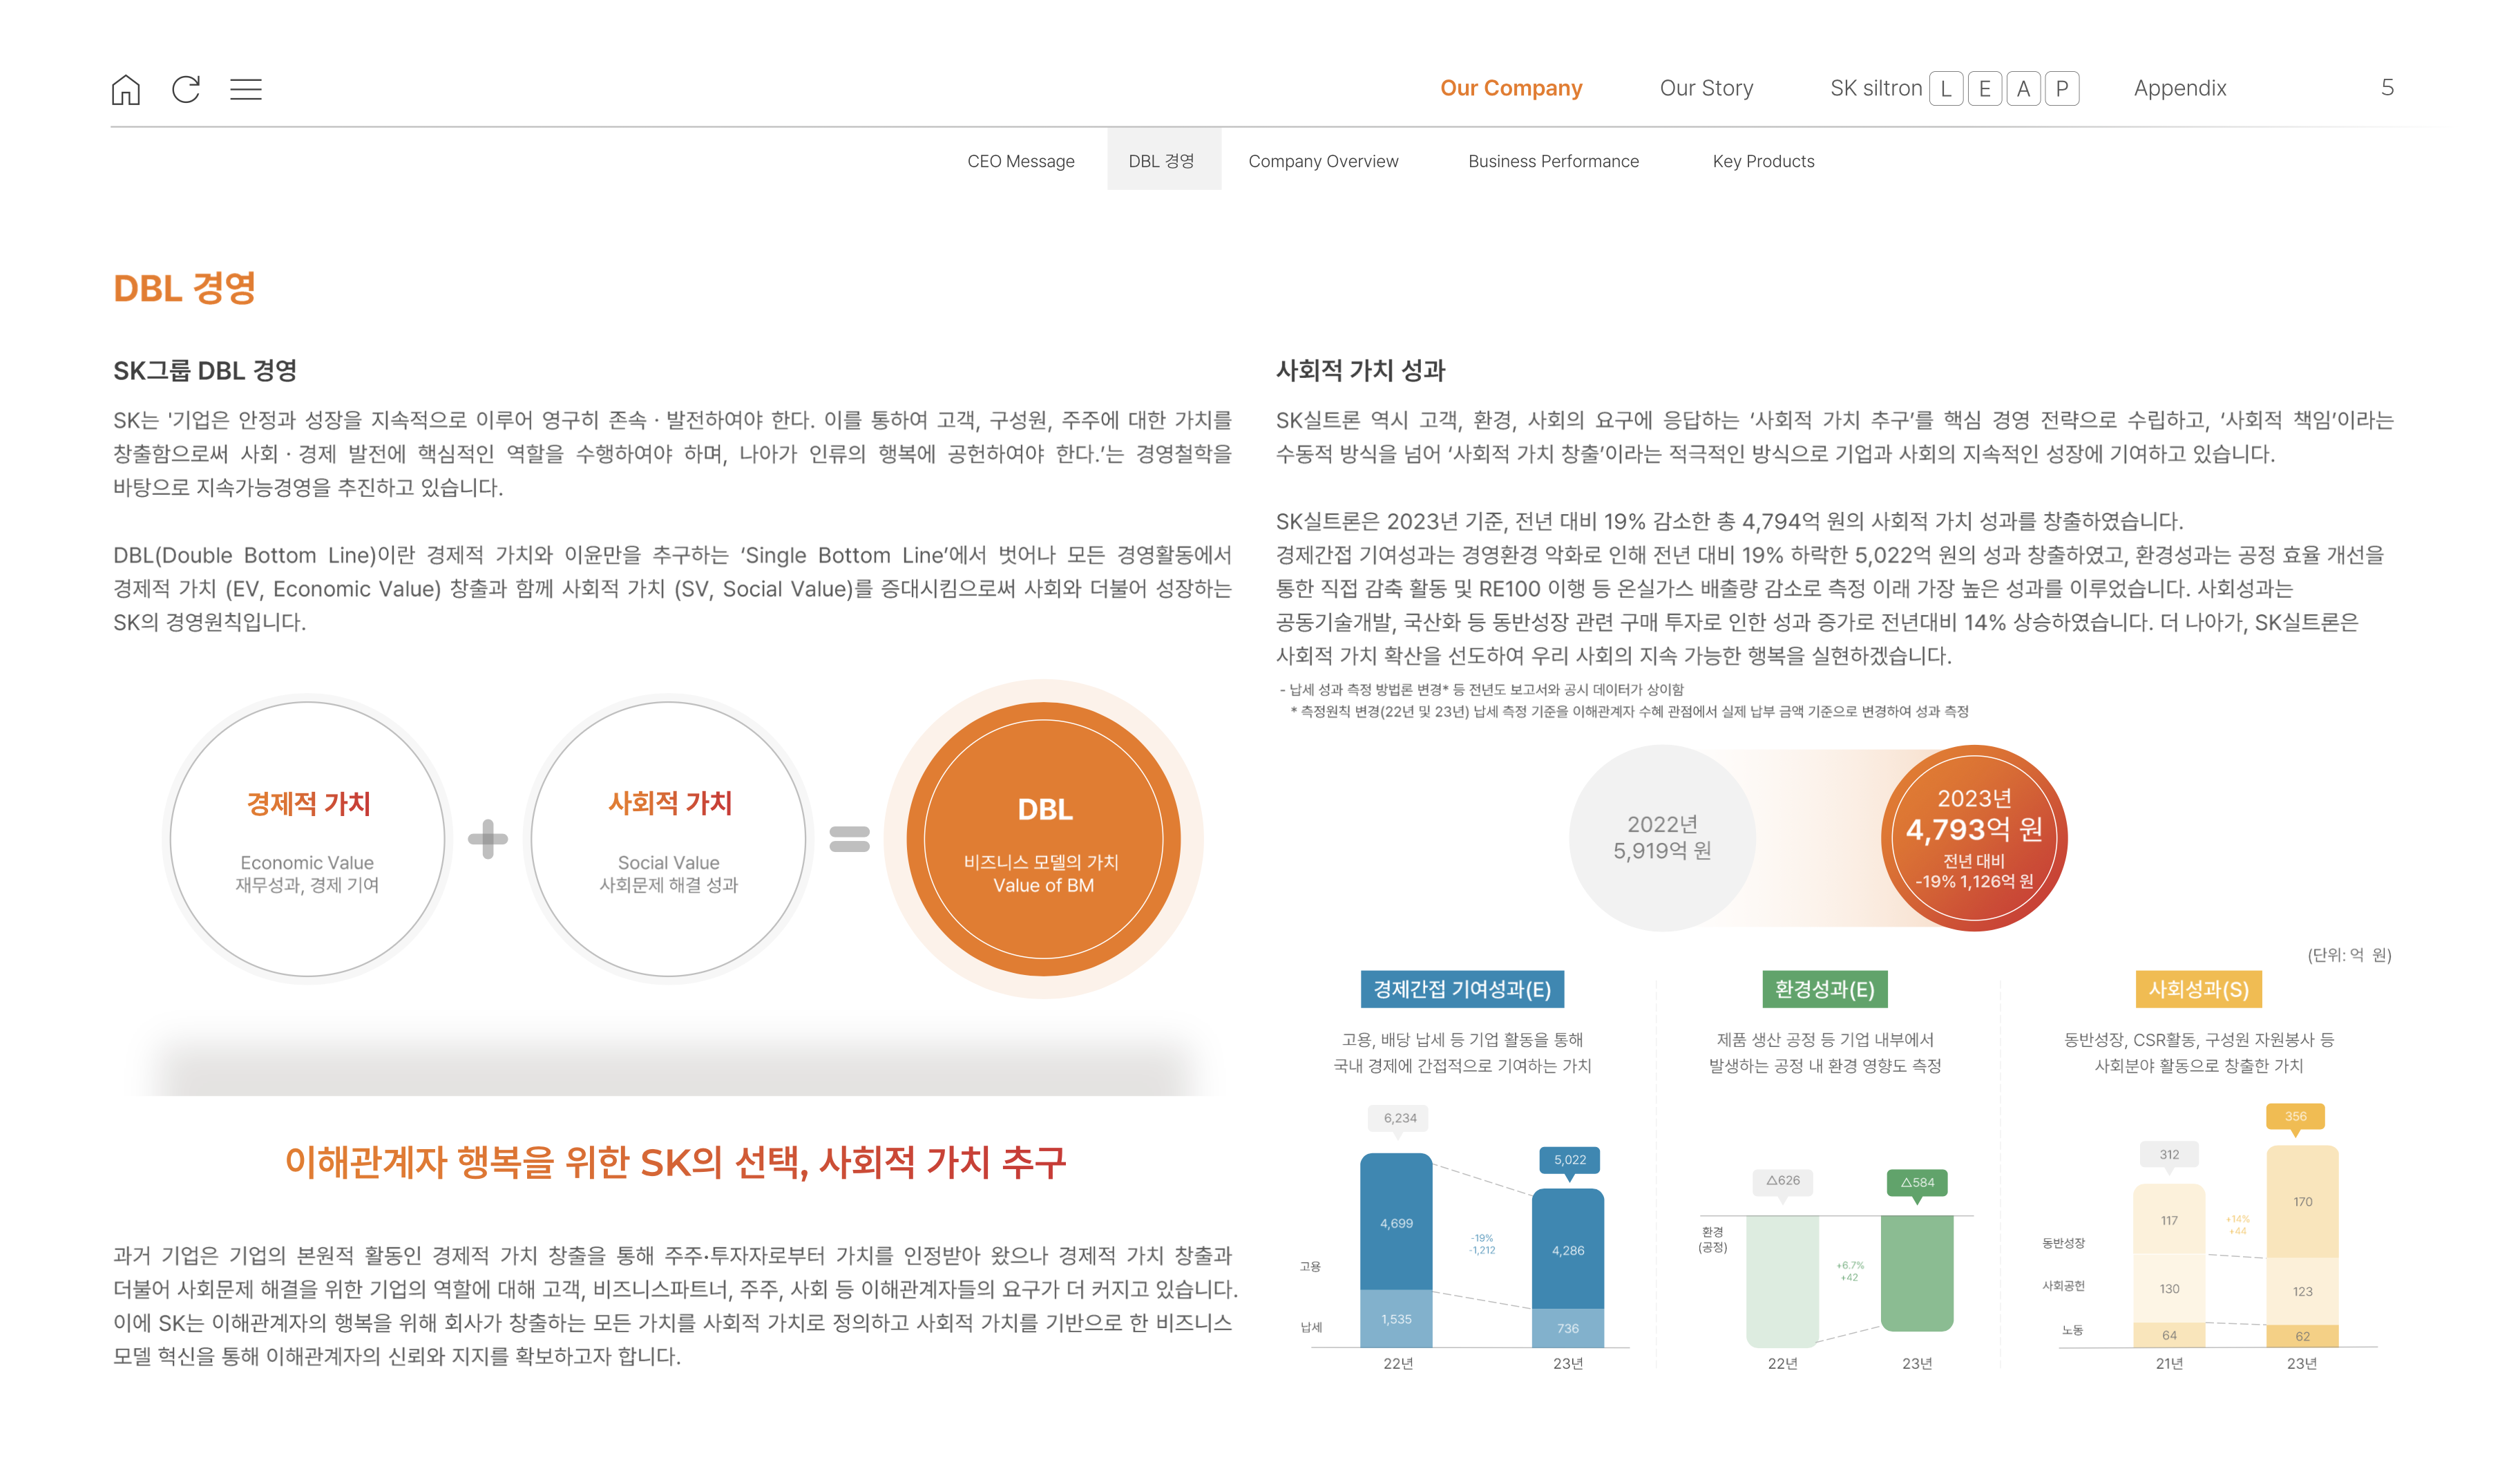 Our Company
Our Story
SK siltron L E A P
Appendix
5
CEO Message
DBL 경영
Company Overview
Business Performance
Key Products
DBL 경영
SK그룹 DBL 경영
SK는 '기업은 안정과 성장을 지속적으로 이루어 영구히 존속 · 발전하여야 한다. 이를 통하여 고객, 구성원, 주주에 대한 가치를
창출함으로써 사회 · 경제 발전에 핵심적인 역할을 수행하여야 하며, 나아가 인류의 행복에 공헌하여야 한다.'는 경영철학을
바탕으로 지속가능경영을 추진하고 있습니다.
DBL(Double Bottom Line)이란 경제적 가치와 이윤만을 추구하는 ‘Single Bottom Line’에서 벗어나 모든 경영활동에서
경제적 가치 (EV, Economic Value) 창출과 함께 사회적 가치 (SV, Social Value)를 증대시킴으로써 사회와 더불어 성장하는
SK의 경영원칙입니다.
경제적 가치
Economic Value
재무성과, 경제 기여
사회적 가치
Social Value
사회문제 해결 성과
DBL
비즈니스 모델의 가치
Value of BM
이해관계자 행복을 위한 SK의 선택, 사회적 가치 추구
과거 기업은 기업의 본원적 활동인 경제적 가치 창출을 통해 주주·투자자로부터 가치를 인정받아 왔으나 경제적 가치 창출과
더불어 사회문제 해결을 위한 기업의 역할에 대해 고객, 비즈니스파트너, 주주, 사회 등 이해관계자들의 요구가 더 커지고 있습니다.
이에 SK는 이해관계자의 행복을 위해 회사가 창출하는 모든 가치를 사회적 가치로 정의하고 사회적 가치를 기반으로 한 비즈니스
모델 혁신을 통해 이해관계자의 신뢰와 지지를 확보하고자 합니다.
사회적 가치 성과
SK실트론 역시 고객, 환경, 사회의 요구에 응답하는 ‘사회적 가치 추구’를 핵심 경영 전략으로 수립하고, ‘사회적 책임’이라는
수동적 방식을 넘어 ‘사회적 가치 창출’이라는 적극적인 방식으로 기업과 사회의 지속적인 성장에 기여하고 있습니다.
SK실트론은 2023년 기준, 전년 대비 19% 감소한 총 4,794억 원의 사회적 가치 성과를 창출하였습니다.
경제간접 기여성과는 경영환경 악화로 인해 전년 대비 19% 하락한 5,022억 원의 성과 창출하였고, 환경성과는 공정 효율 개선을
통한 직접 감축 활동 및 RE100 이행 등 온실가스 배출량 감소로 측정 이래 가장 높은 성과를 이루었습니다. 사회성과는
공동기술개발, 국산화 등 동반성장 관련 구매 투자로 인한 성과 증가로 전년대비 14% 상승하였습니다. 더 나아가, SK실트론은
사회적 가치 확산을 선도하여 우리 사회의 지속 가능한 행복을 실현하겠습니다.
- 납세 성과 측정 방법론 변경* 등 전년도 보고서와 공시 데이터가 상이함
* 측정원칙 변경(22년 및 23년) 납세 측정 기준을 이해관계자 수혜 관점에서 실제 납부 금액 기준으로 변경하여 성과 측정
2022년
5,919억 원
2023년
4,793억 원
전년 대비
-19% 1,126억 원
(단위: 억 원)
경제간접 기여성과(E)
고용, 배당 납세 등 기업 활동을 통해
국내 경제에 간접적으로 기여하는 가치
6,234
5,022
4,699
-19%
-1,212
4,286
고용
1,535
736
납세
22년
23년
환경성과(E)
제품 생산 공정 등 기업 내부에서
발생하는 공정 내 환경 영향도 측정
△626
△584
환경
(공정)
+6.7%
+42
22년
23년
사회성과(S)
동반성장, CSR활동, 구성원 자원봉사 등
사회분야 활동으로 창출한 가치
356
312
170
117
+14%
+44
동반성장
사회공헌
130
123
노동
64
62
21년
23년